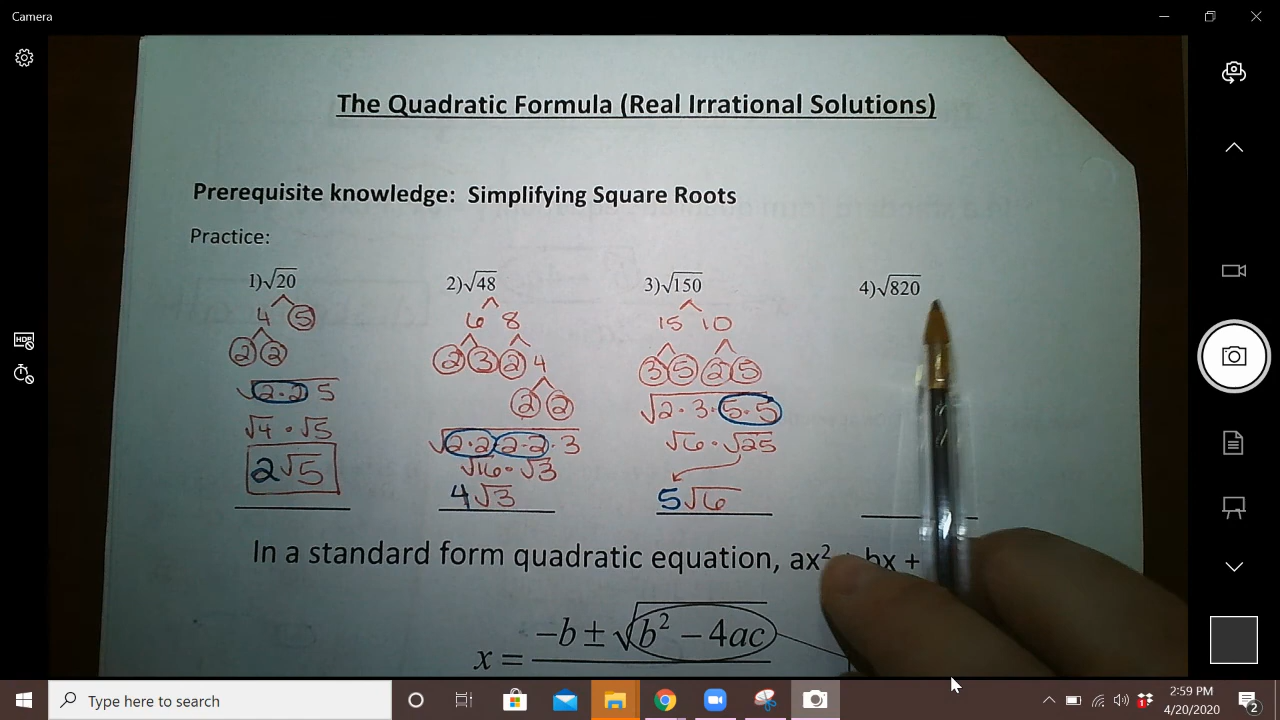 Camera
The Quadratic Formula (Real Irrational Solutions)
Prerequisite knowledge: Simplifying Square Roots
Practice:
1)√20 2)√48 3)√150 4)√820
4 5 6 8 15 10
2 2 2 3 2 4 3 5 2 5
√2·2·5 2 2 √2·3·5·5
√4·√5 √2·2·2·2·3 √6·√25
2√5 √16·√3 5√6
4√3
In a standard form quadratic equation, ax² + bx +
x = −b ± √b² − 4ac
Type here to search
1
2:59 PM
4/20/2020
2